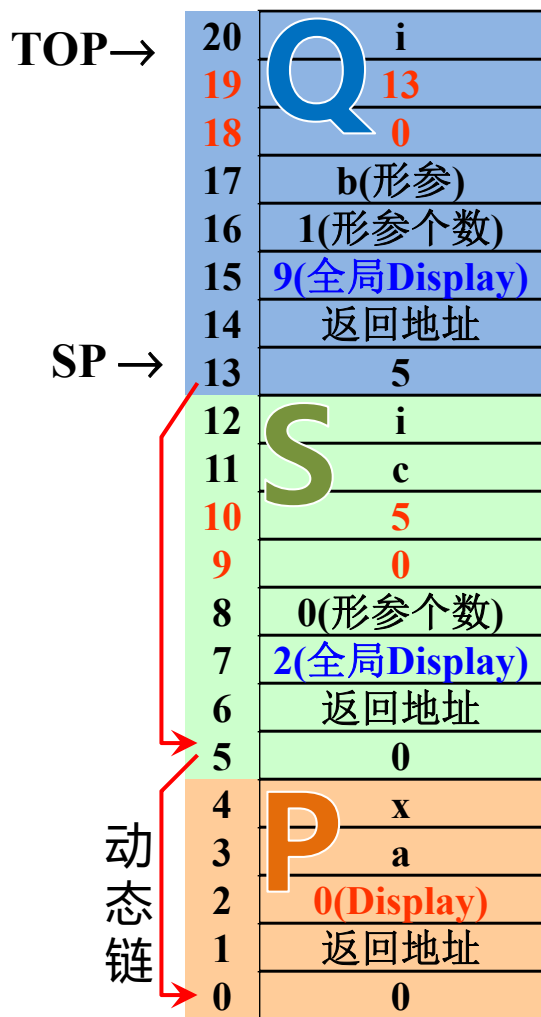 20 i
TOP→
19 13
18 0
Q
17 b(形参)
16 1(形参个数)
15 9(全局Display)
14 返回地址
SP→
13 5
12 i
11 c
S
10 5
9 0
8 0(形参个数)
7 2(全局Display)
6 返回地址
5 0
4 x
3 a
P
2 0(Display)
1 返回地址
0 0
动态链